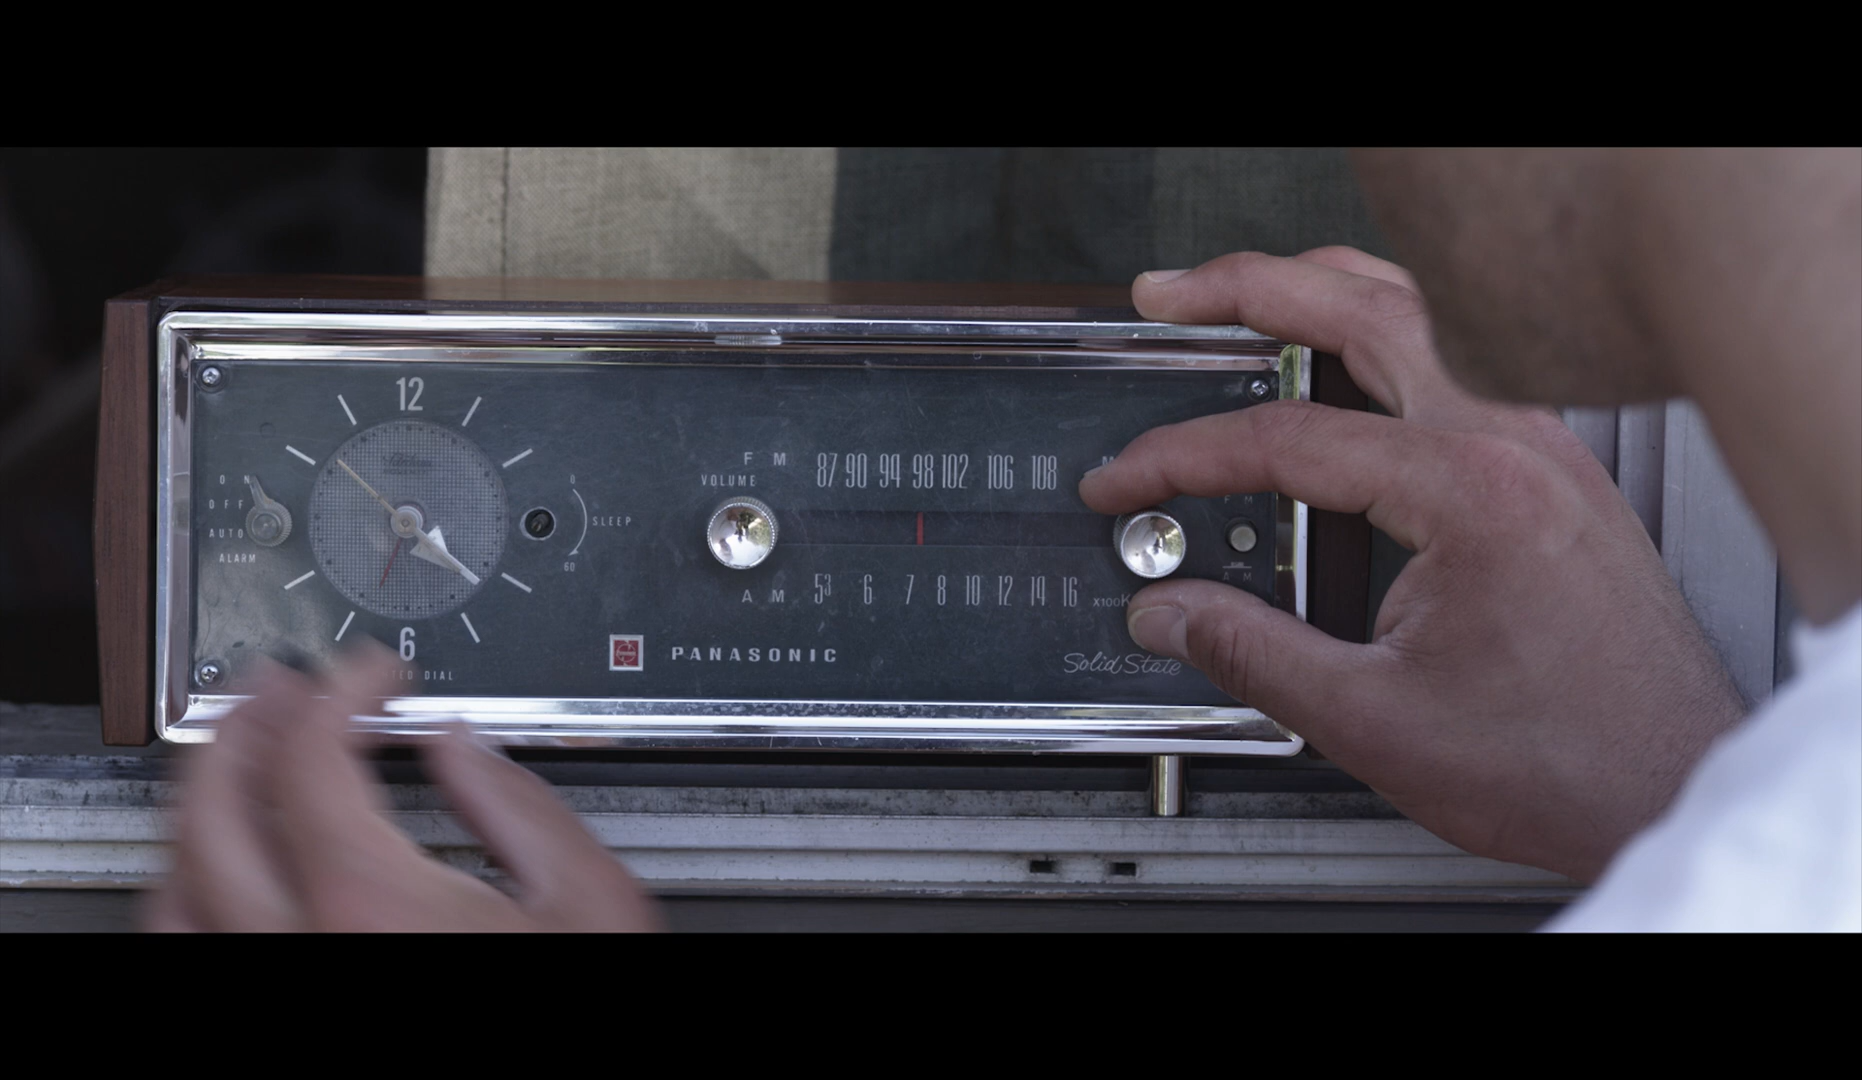 12
ON
OFF
AUTO
ALARM
0
SLEEP
60
6
DIAL
FM
VOLUME
87 90 94 98 102 106 108
AM
53 6 7 8 10 12 14 16 X100K
PANASONIC
Solid State
FM
AM